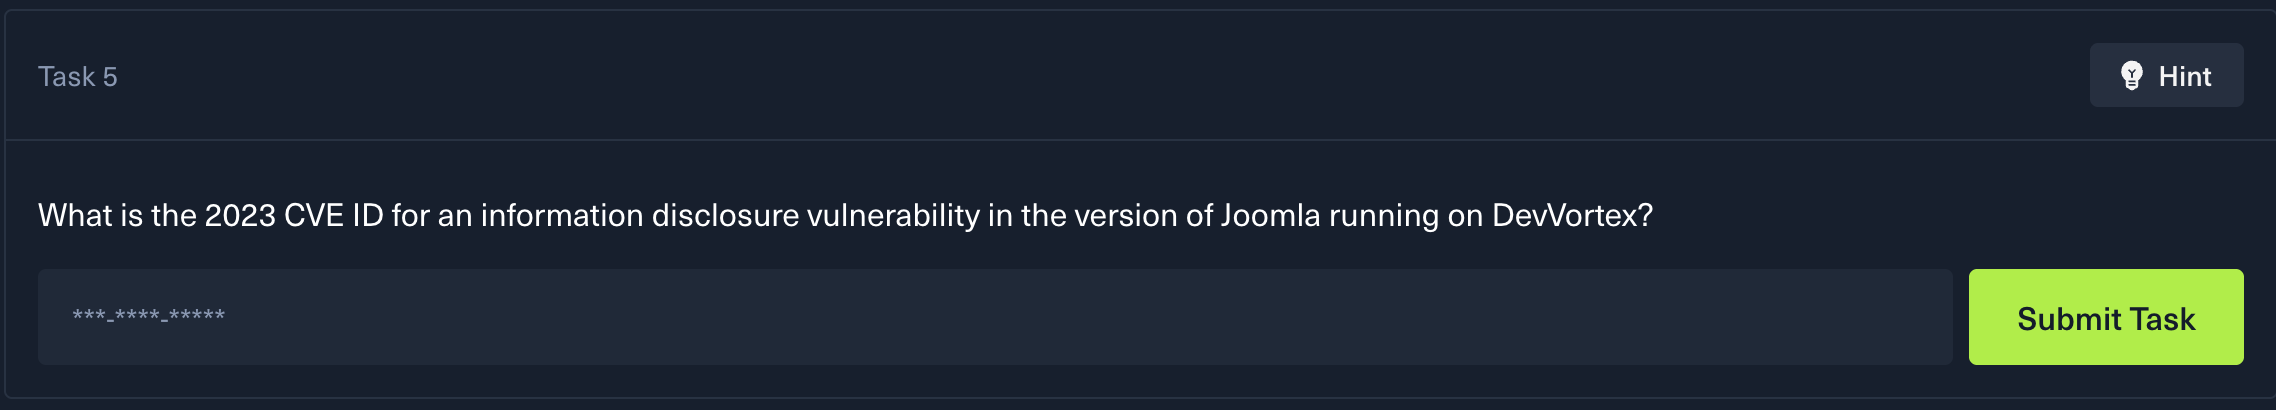 Task 5
Hint
What is the 2023 CVE ID for an information disclosure vulnerability in the version of Joomla running on DevVortex?
***-****-*****
Submit Task